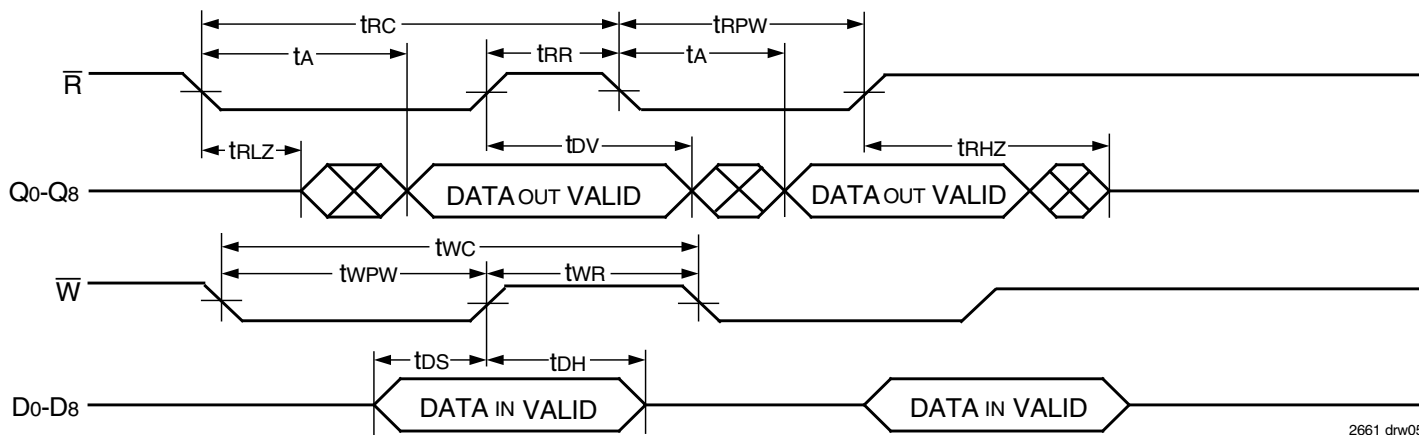 tRC
tRPW
tA
tRR
tA
R
tRLZ
tDV
tRHZ
Q0-Q8
DATA OUT VALID
DATA OUT VALID
tWC
tWPW
tWR
W
tDS
tDH
D0-D8
DATA IN VALID
DATA IN VALID
2661 drw05